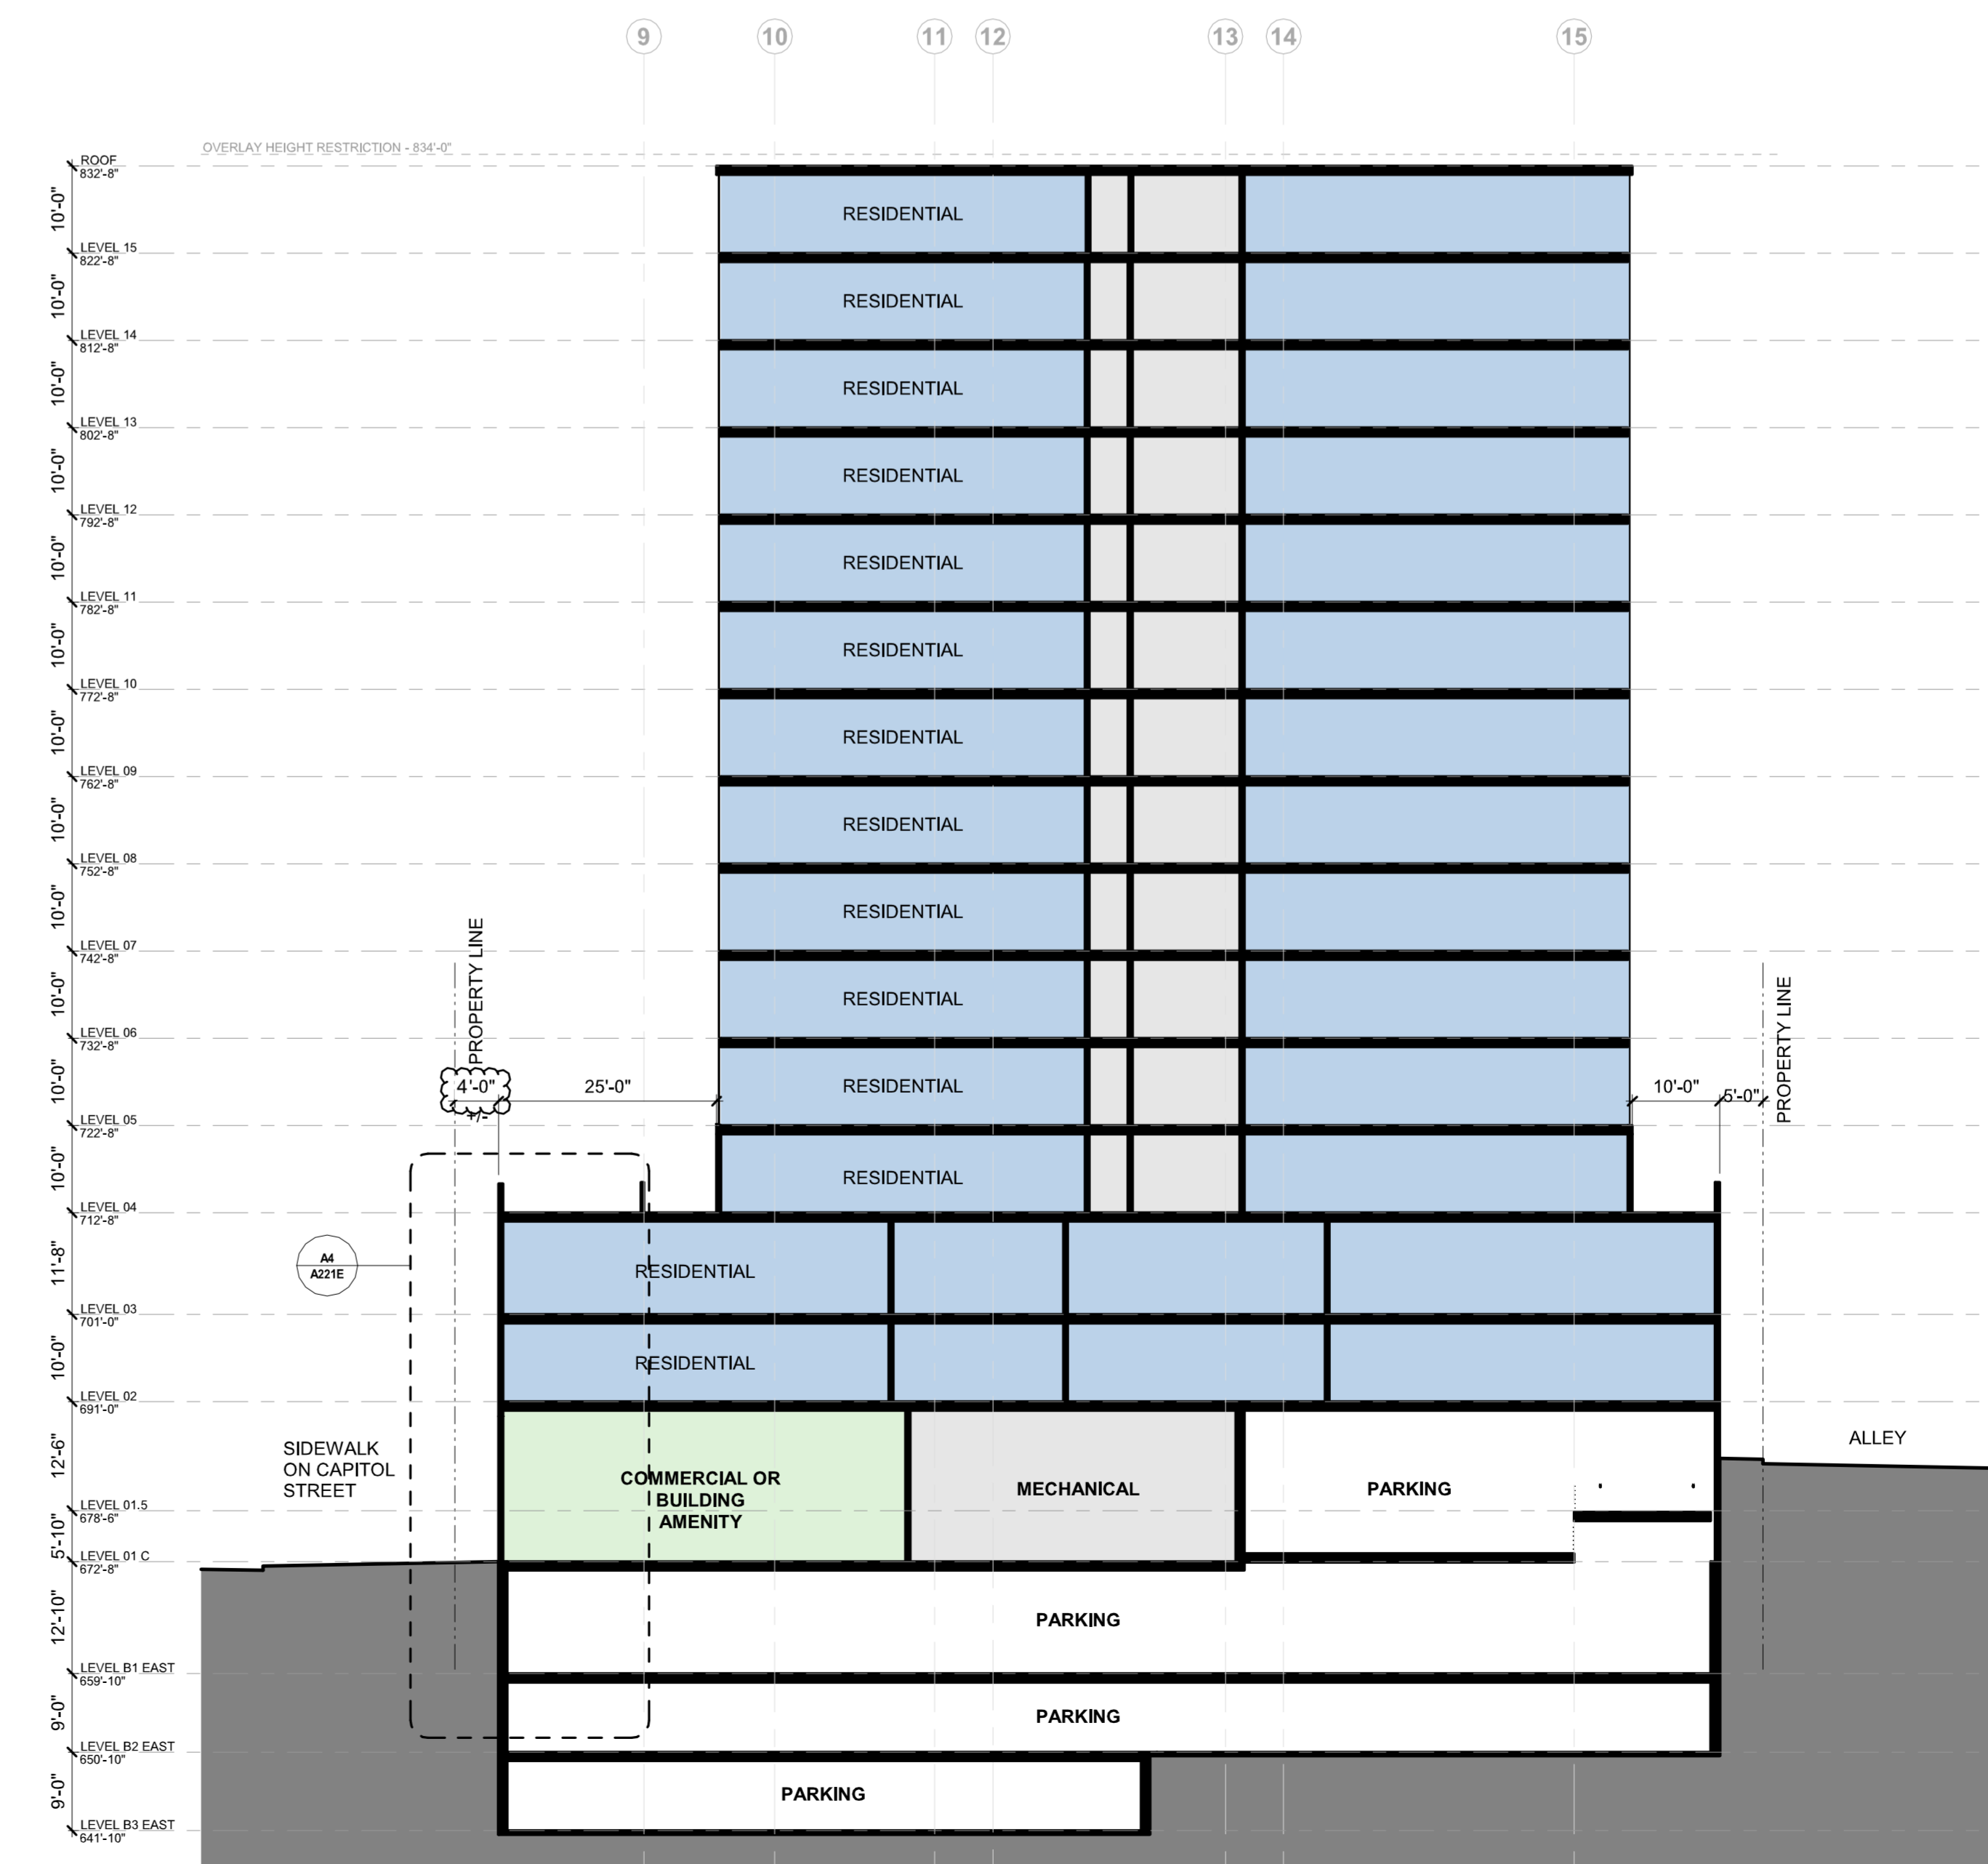 9 10 11 12 13 14 15
OVERLAY HEIGHT RESTRICTION - 834'-0"
ROOF
832'-8"
10'-0"
RESIDENTIAL
LEVEL 15
822'-8"
10'-0"
RESIDENTIAL
LEVEL 14
812'-8"
10'-0"
RESIDENTIAL
LEVEL 13
802'-8"
10'-0"
RESIDENTIAL
LEVEL 12
792'-8"
10'-0"
RESIDENTIAL
LEVEL 11
782'-8"
10'-0"
RESIDENTIAL
LEVEL 10
772'-8"
10'-0"
RESIDENTIAL
LEVEL 09
762'-8"
10'-0"
RESIDENTIAL
LEVEL 08
752'-8"
10'-0"
RESIDENTIAL
LEVEL 07
742'-8"
10'-0"
RESIDENTIAL
PROPERTY LINE
PROPERTY LINE
LEVEL 06
732'-8"
10'-0"
RESIDENTIAL
4'-0"
+/-
25'-0"
10'-0"
5'-0"
LEVEL 05
722'-8"
10'-0"
RESIDENTIAL
LEVEL 04
712'-8"
11'-8"
A4
A221E
RESIDENTIAL
LEVEL 03
701'-0"
10'-0"
RESIDENTIAL
LEVEL 02
691'-0"
12'-6"
SIDEWALK
ON CAPITOL
STREET
COMMERCIAL OR
BUILDING
AMENITY
MECHANICAL
PARKING
ALLEY
LEVEL 01.5
678'-6"
5'-10"
LEVEL 01 C
672'-8"
12'-10"
PARKING
LEVEL B1 EAST
659'-10"
9'-0"
PARKING
LEVEL B2 EAST
650'-10"
9'-0"
PARKING
LEVEL B3 EAST
641'-10"